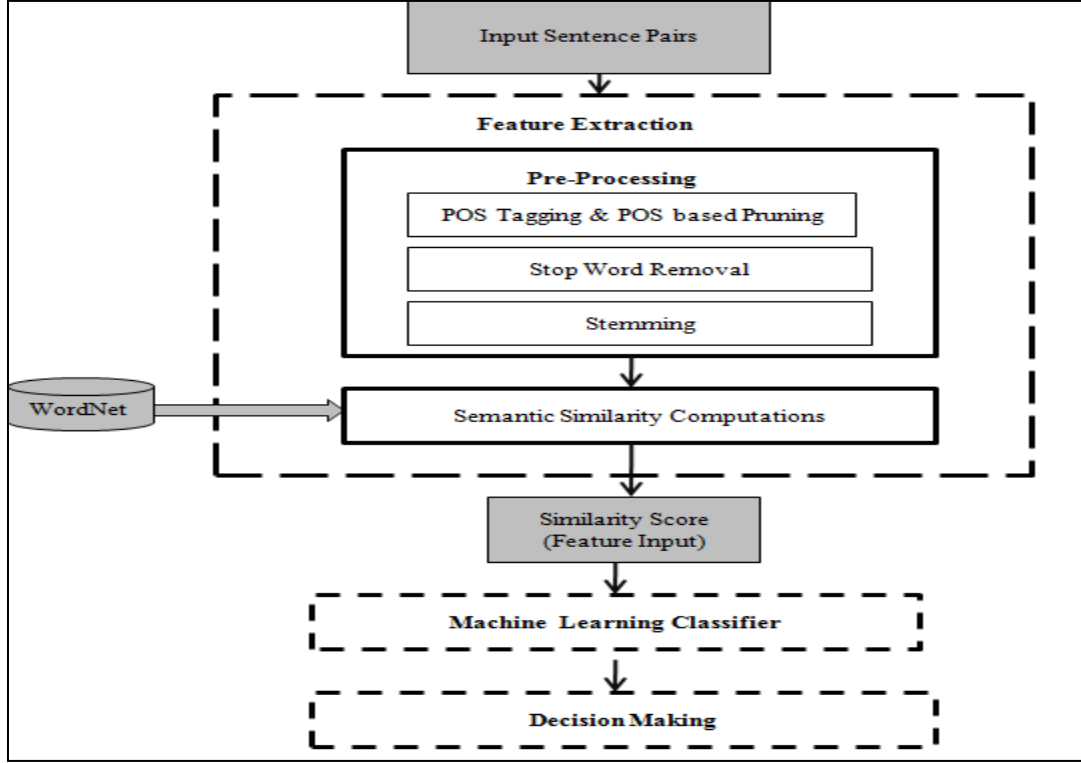 Input Sentence Pairs
Feature Extraction
Pre-Processing
POS Tagging & POS based Pruning
Stop Word Removal
Stemming
WordNet
Semantic Similarity Computations
Similarity Score
(Feature Input)
Machine Learning Classifier
Decision Making